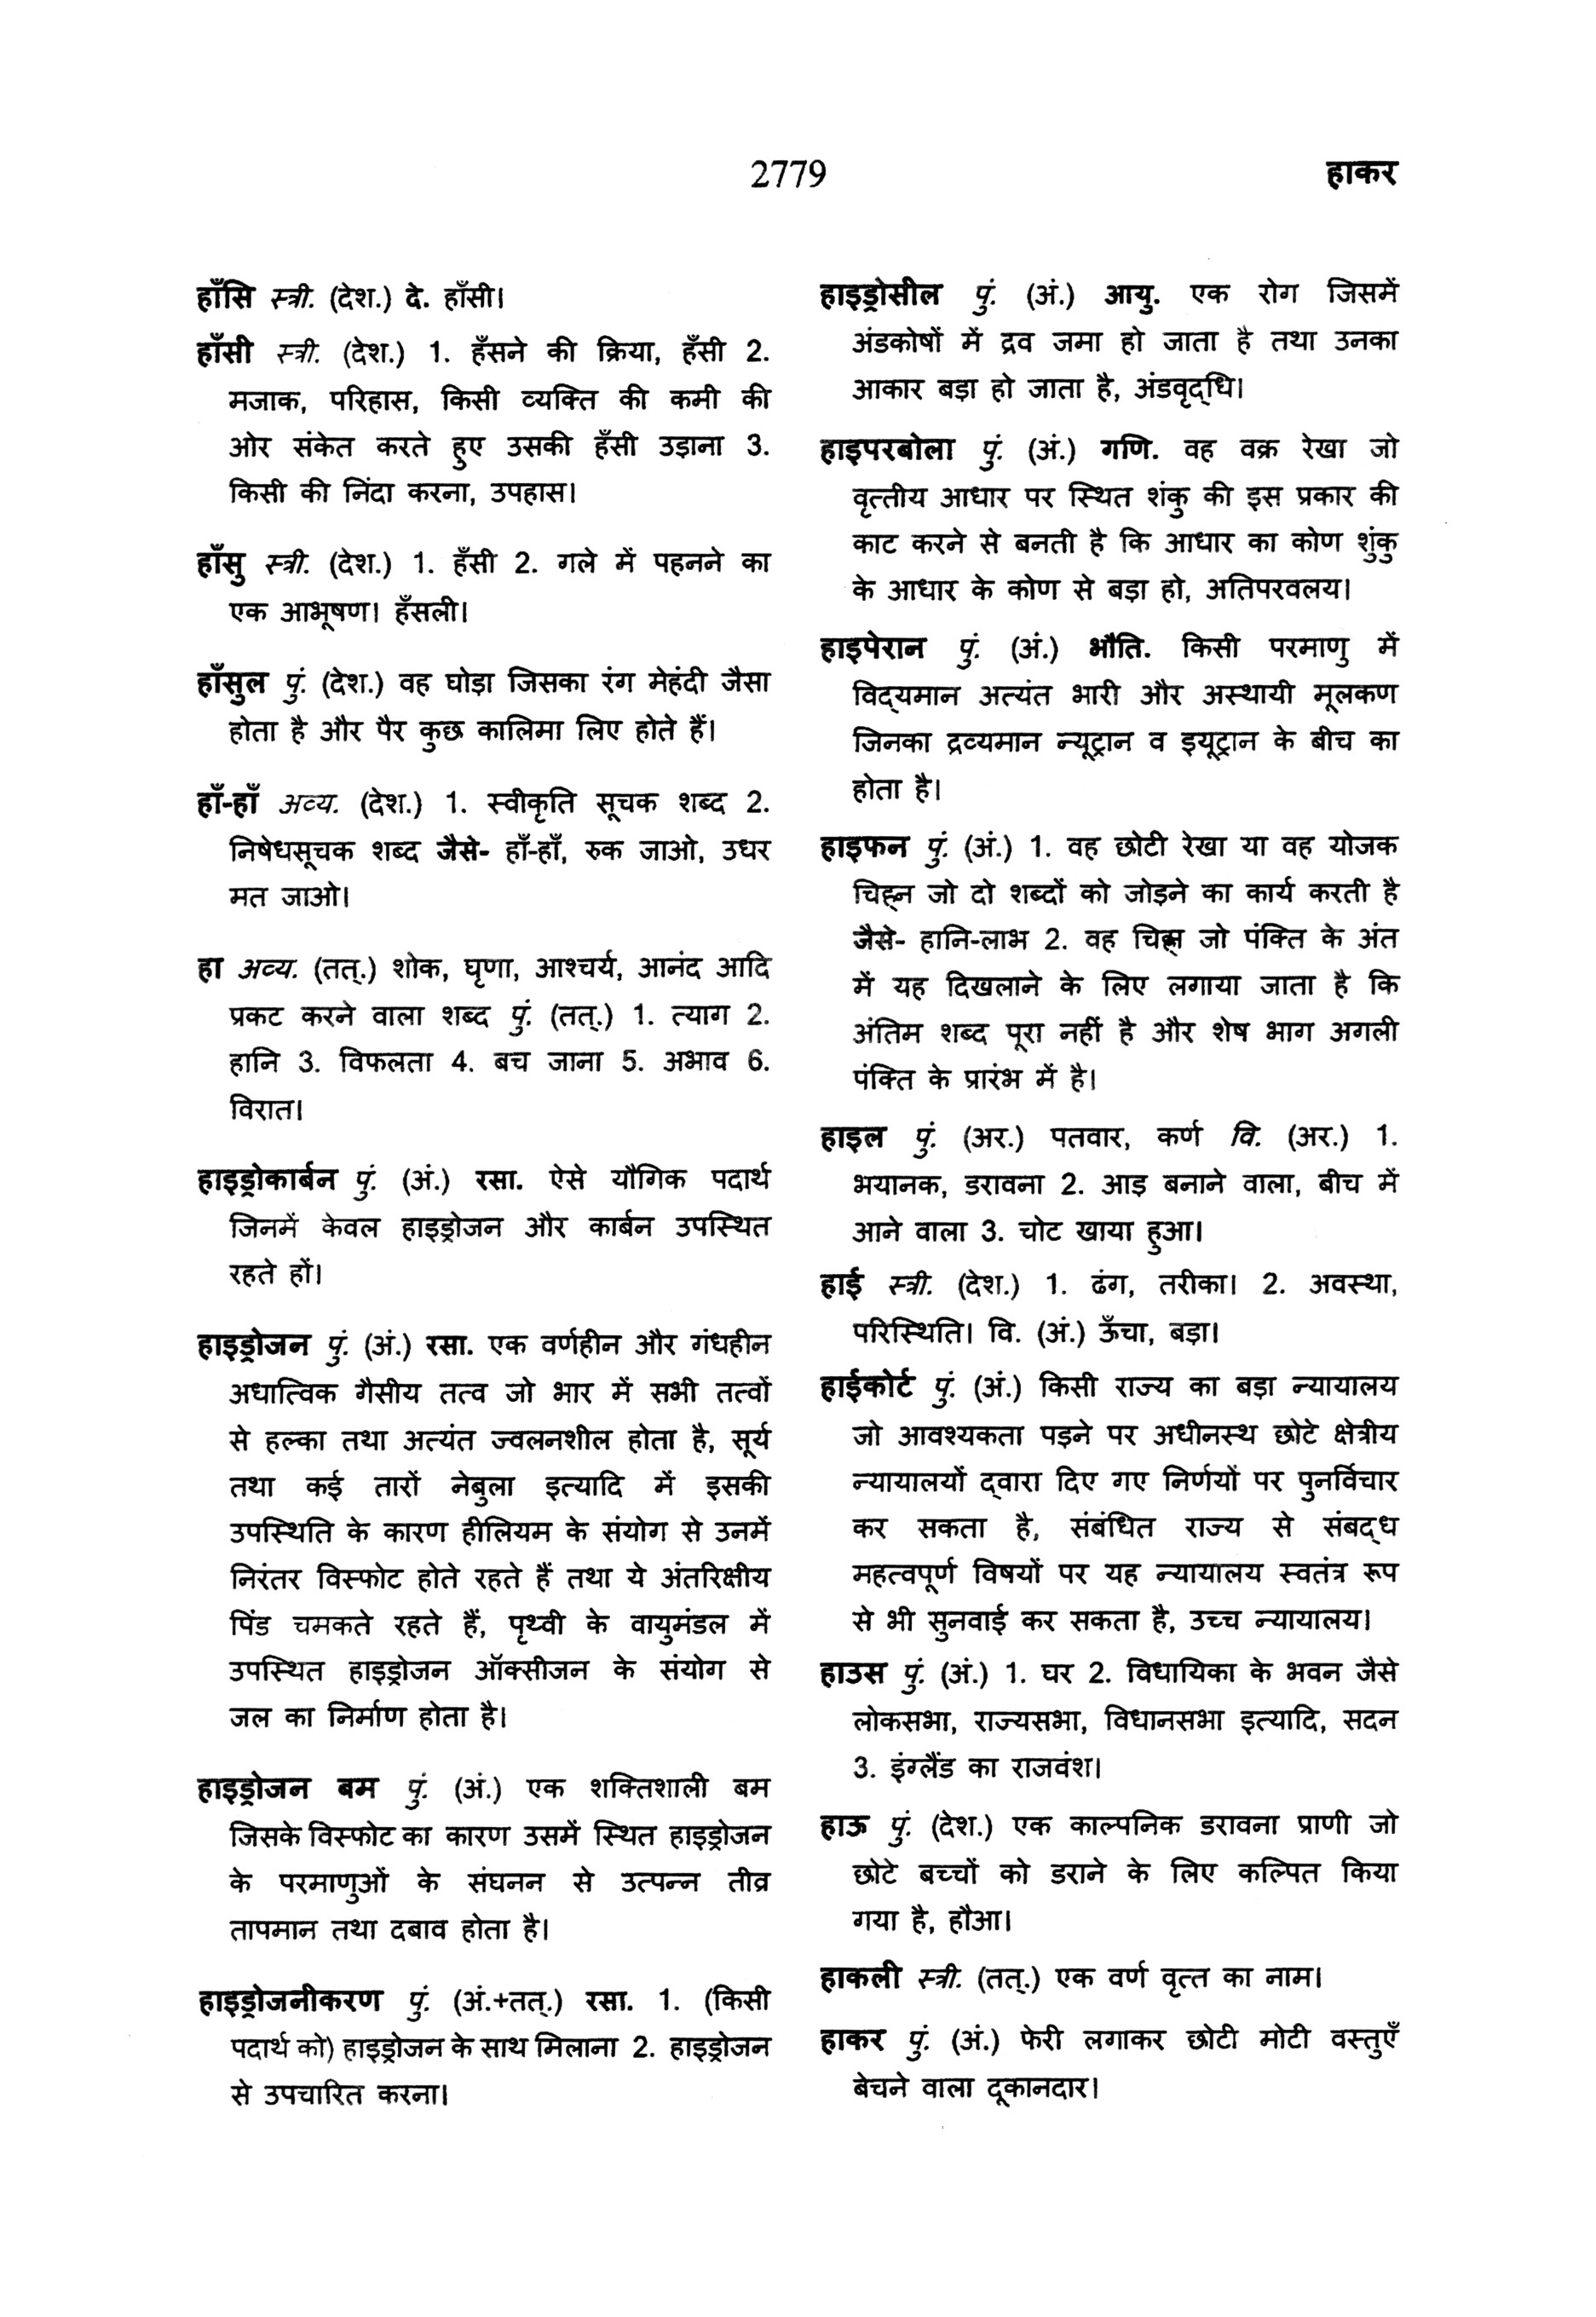 2779
हाकर
हाँसि स्त्री. (देश.) दे. हाँसी।
हाँसी स्त्री. (देश.) 1. हँसने की क्रिया, हँसी 2.
मजाक, परिहास, किसी व्यक्ति की कमी की
ओर संकेत करते हुए उसकी हँसी उड़ाना 3.
किसी की निंदा करना, उपहास।
हाँसु स्त्री. (देश.) 1. हँसी 2. गले में पहनने का
एक आभूषण। हँसली।
हाँसुल पुं. (देश.) वह घोड़ा जिसका रंग मेहंदी जैसा
होता है और पैर कुछ कालिमा लिए होते हैं।
हाँ-हाँ अव्य. (देश.) 1. स्वीकृति सूचक शब्द 2.
निषेधसूचक शब्द जैसे- हाँ-हाँ, रुक जाओ, उधर
मत जाओ।
हा अव्य. (तत्.) शोक, घृणा, आश्चर्य, आनंद आदि
प्रकट करने वाला शब्द पुं. (तत्.) 1. त्याग 2.
हानि 3. विफलता 4. बच जाना 5. अभाव 6.
विरात।
हाइड्रोकार्बन पुं. (अं.) रसा. ऐसे यौगिक पदार्थ
जिनमें केवल हाइड्रोजन और कार्बन उपस्थित
रहते हों।
हाइड्रोजन पुं. (अं.) रसा. एक वर्णहीन और गंधहीन
अधात्विक गैसीय तत्व जो भार में सभी तत्वों
से हल्का तथा अत्यंत ज्वलनशील होता है, सूर्य
तथा कई तारों नेबुला इत्यादि में इसकी
उपस्थिति के कारण हीलियम के संयोग से उनमें
निरंतर विस्फोट होते रहते हैं तथा ये अंतरिक्षीय
पिंड चमकते रहते हैं, पृथ्वी के वायुमंडल में
उपस्थित हाइड्रोजन ऑक्सीजन के संयोग से
जल का निर्माण होता है।
हाइड्रोजन बम पुं. (अं.) एक शक्तिशाली बम
जिसके विस्फोट का कारण उसमें स्थित हाइड्रोजन
के परमाणुओं के संघनन से उत्पन्न तीव्र
तापमान तथा दबाव होता है।
हाइड्रोजनीकरण पुं. (अं.+तत्.) रसा. 1. (किसी
पदार्थ को) हाइड्रोजन के साथ मिलाना 2. हाइड्रोजन
से उपचारित करना।
हाइड्रोसील पुं. (अं.) आयु. एक रोग जिसमें
अंडकोषों में द्रव जमा हो जाता है तथा उनका
आकार बड़ा हो जाता है, अंडवृद्‌धि।
हाइपरबोला पुं. (अं.) गणि. वह वक्र रेखा जो
वृत्तीय आधार पर स्थित शंकु की इस प्रकार की
काट करने से बनती है कि आधार का कोण शुंकु
के आधार के कोण से बड़ा हो, अतिपरवलय।
हाइपेरान पुं. (अं.) भौति. किसी परमाणु में
विद्‌यमान अत्यंत भारी और अस्थायी मूलकण
जिनका द्रव्यमान न्यूट्रान व ड्यूट्रान के बीच का
होता है।
हाइफन पुं. (अं.) 1. वह छोटी रेखा या वह योजक
चिह्‌न जो दो शब्दों को जोड़ने का कार्य करती है
जैसे- हानि-लाभ 2. वह चिह्न जो पंक्ति के अंत
में यह दिखलाने के लिए लगाया जाता है कि
अंतिम शब्द पूरा नहीं है और शेष भाग अगली
पंक्ति के प्रारंभ में है।
हाइल पुं. (अर.) पतवार, कर्ण वि. (अर.) 1.
भयानक, डरावना 2. आड़ बनाने वाला, बीच में
आने वाला 3. चोट खाया हुआ।
हाई स्त्री. (देश.) 1. ढंग, तरीका। 2. अवस्था,
परिस्थिति। वि. (अं.) ऊँचा, बड़ा।
हाईकोर्ट पुं. (अं.) किसी राज्य का बड़ा न्यायालय
जो आवश्यकता पड़ने पर अधीनस्थ छोटे क्षेत्रीय
न्यायालयों द्‌वारा दिए गए निर्णयों पर पुनर्विचार
कर सकता है, संबंधित राज्य से संबद्‌ध
महत्वपूर्ण विषयों पर यह न्यायालय स्वतंत्र रूप
से भी सुनवाई कर सकता है, उच्च न्यायालय।
हाउस पुं. (अं.) 1. घर 2. विधायिका के भवन जैसे
लोकसभा, राज्यसभा, विधानसभा इत्यादि, सदन
3. इंग्लैंड का राजवंश।
हाऊ पुं. (देश.) एक काल्पनिक डरावना प्राणी जो
छोटे बच्चों को डराने के लिए कल्पित किया
गया है, हौआ।
हाकली स्त्री. (तत्.) एक वर्ण वृत्त का नाम।
हाकर पुं. (अं.) फेरी लगाकर छोटी मोटी वस्तुएँ
बेचने वाला दूकानदार।